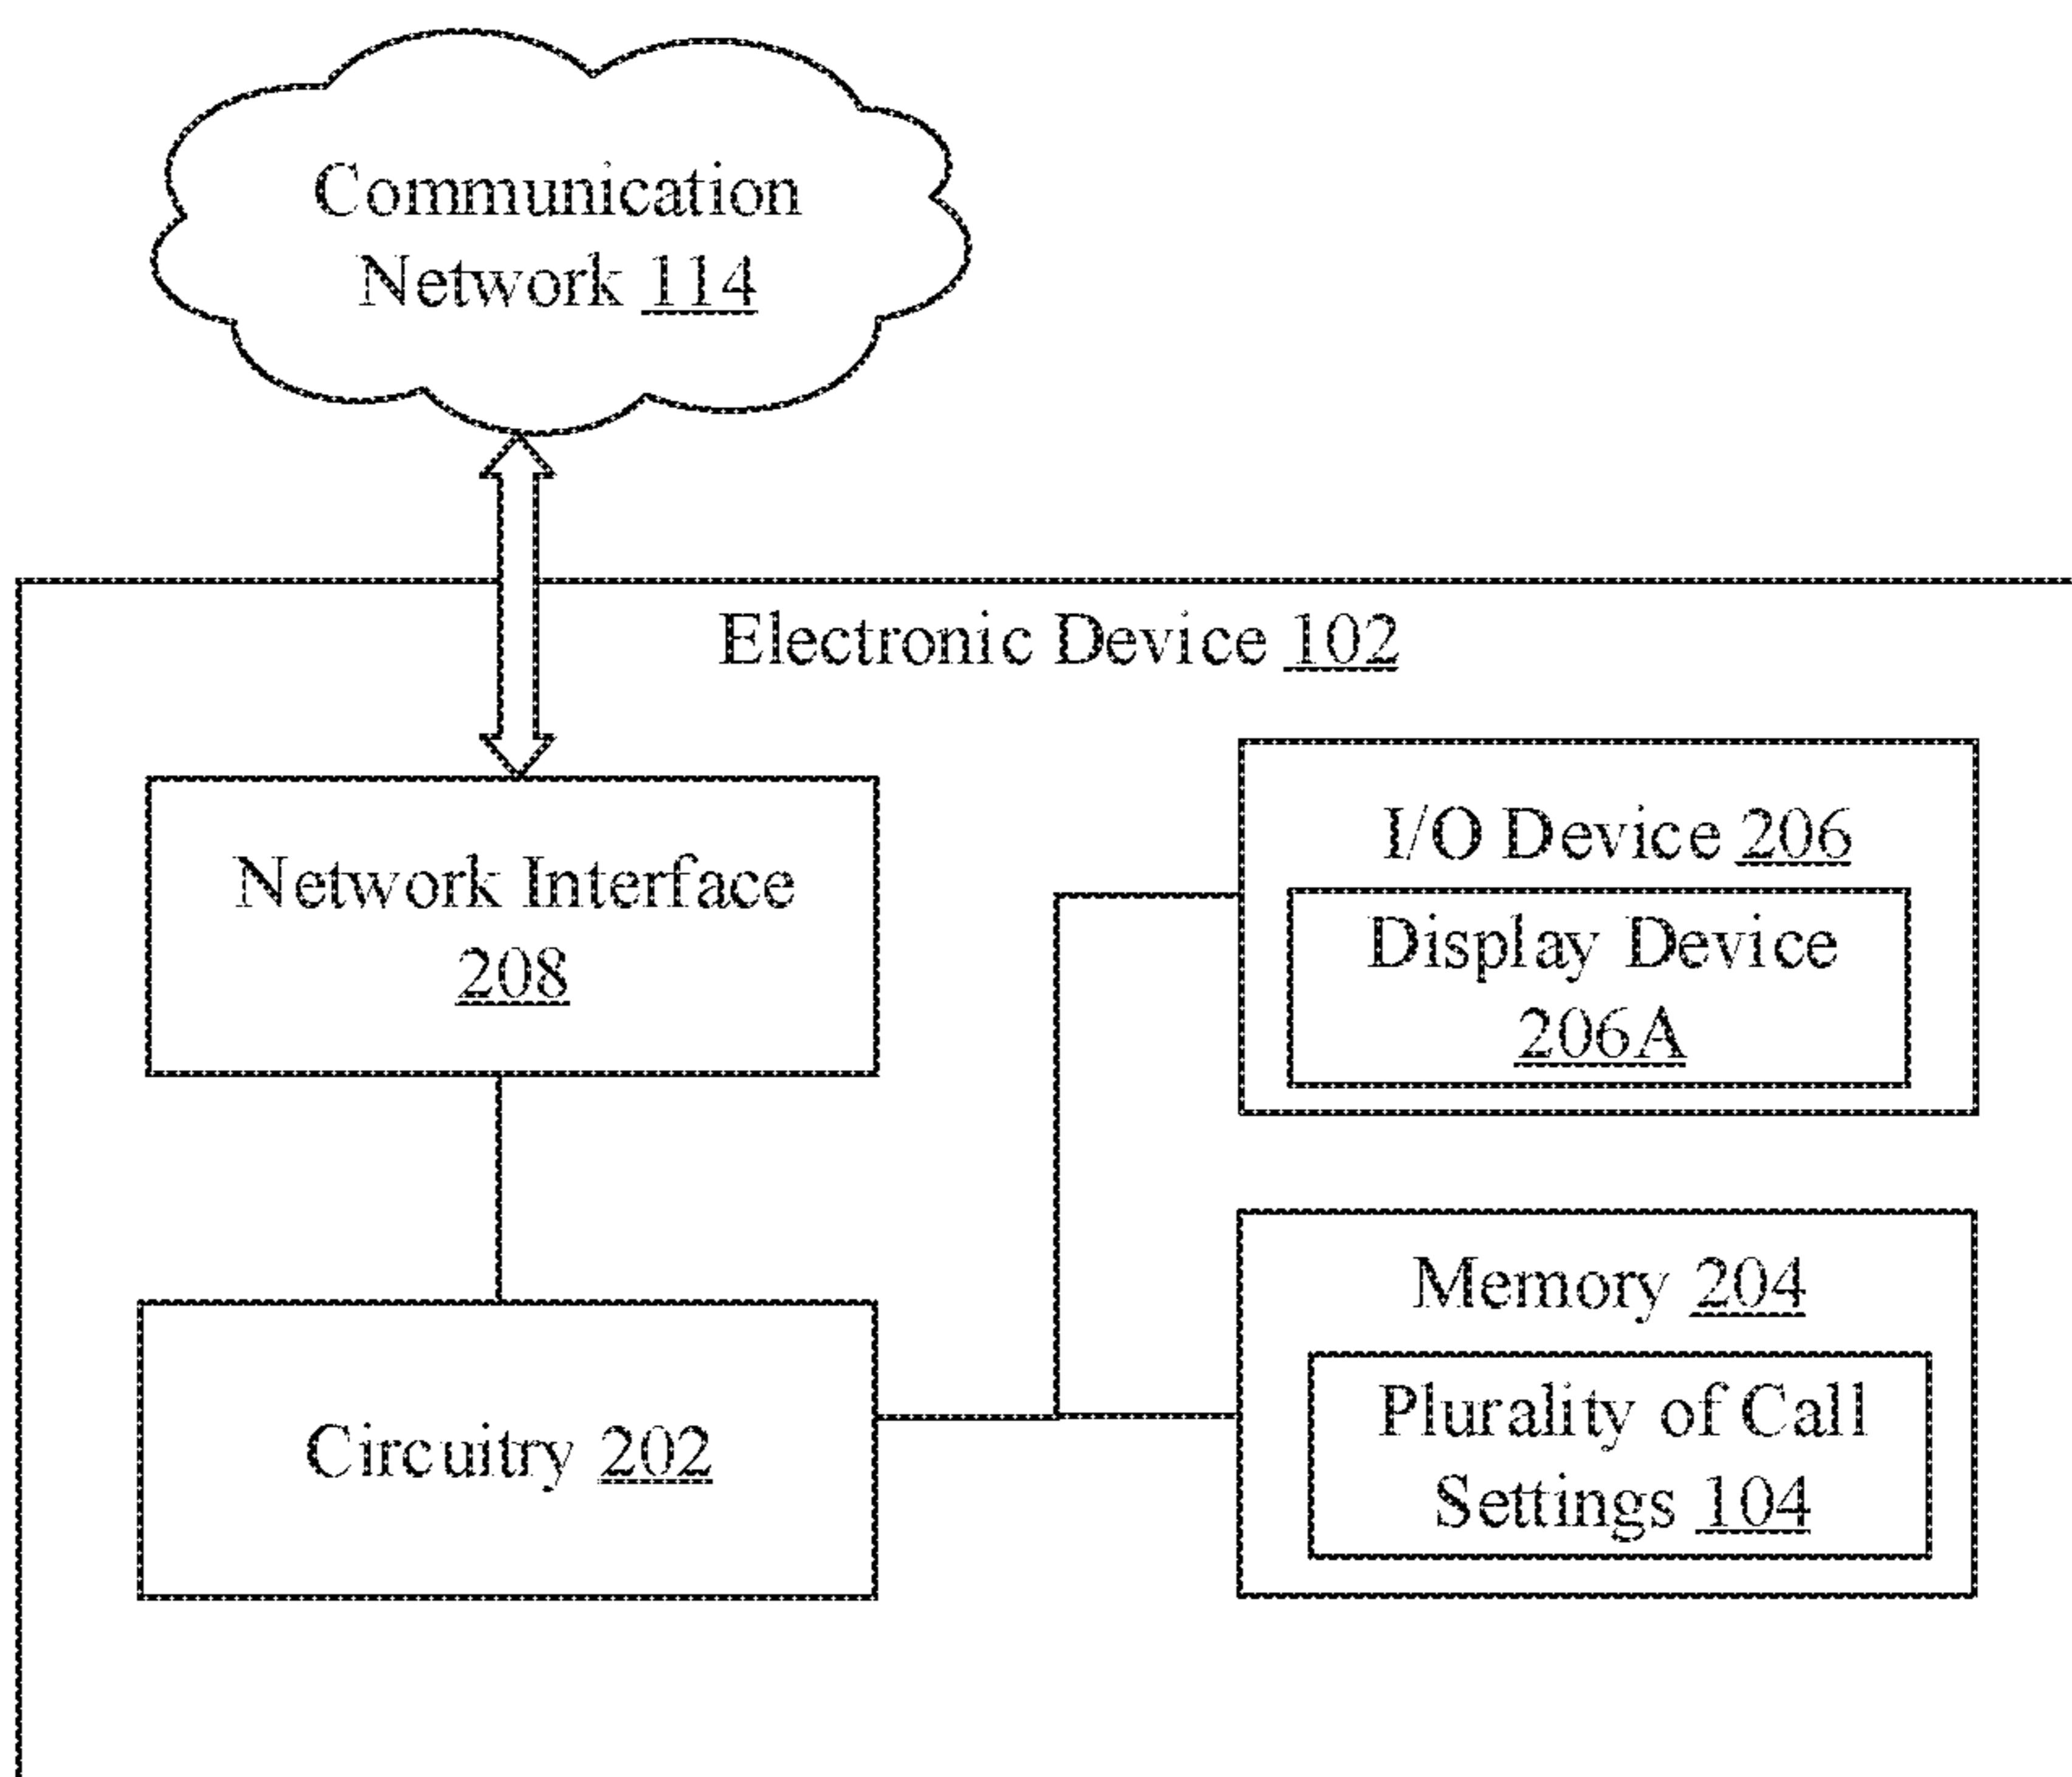 Communication
Network 114
Electronic Device 102
Network Interface
208
I/O Device 206
Display Device
206A
Circuitry 202
Memory 204
Plurality of Call
Settings 104